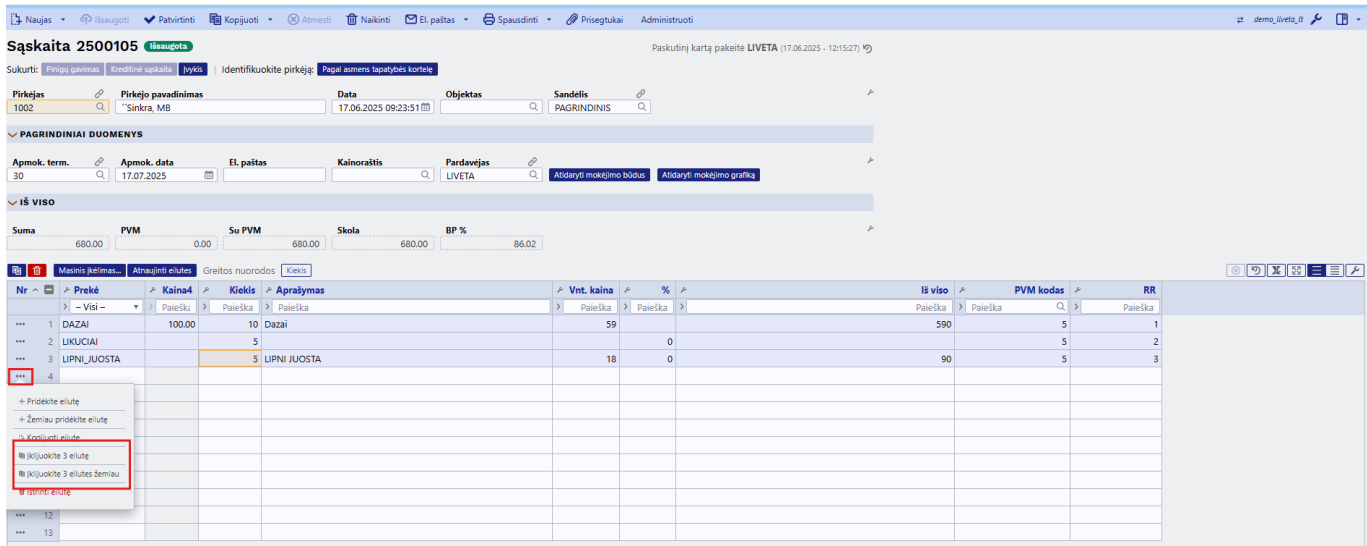 Naujas Išsaugoti Patvirtinti Kopijuoti Atmesti Naikinti El. paštas Spausdinti Prisegtukai Administruoti demo_liveta_lt
Sąskaita 2500105 Išsaugota Paskutinį kartą pakeitė LIVETA (17.06.2025 - 12:15:27)
Sukurti: Pinigų gavimas Kreditinė sąskaita Įvykis Identifikuokite pirkėją: Pagal asmens tapatybės kortelę
Pirkėjas Pirkėjo pavadinimas Data Objektas Sandėlis
1002 ˜Sinkra, MB 17.06.2025 09:23:51 PAGRINDINIS
PAGRINDINIAI DUOMENYS
Apmok. term. Apmok. data El. paštas Kainoraštis Pardavėjas
30 17.07.2025 LIVETA Atidaryti mokėjimo būdus Atidaryti mokėjimo grafiką
IŠ VISO
Suma PVM Su PVM Skola BP %
680.00 0.00 680.00 680.00 86.02
Masinis įkėlimas... Atnaujinti eilutes Greitos nuorodos Kiekis
Nr Prekė Kaina4 Kiekis Aprašymas Vnt. kaina % Iš viso PVM kodas RR
– Visi – Paieška Paieška Paieška Paieška Paieška Paieška Paieška Paieška
1 DAZAI 100.00 10 Dazai 59 590 5 1
2 LIKUCIAI 5 0 5 2
3 LIPNI_JUOSTA 5 LIPNI JUOSTA 18 0 90 5 3
4
+ Pridėkite eilutę
+ Žemiau pridėkite eilutę
Kopijuoti eilutę
Įklijuokite 3 eilutę
Įklijuokite 3 eilutes žemiau
Ištrinti eilutę
12
13